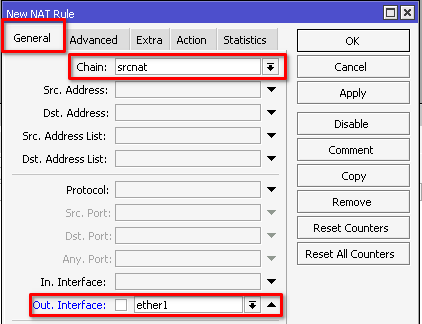 New NAT Rule
General Advanced Extra Action Statistics
OK
Chain: srcnat
Cancel
Src. Address:
Apply
Dst. Address:
Src. Address List:
Disable
Dst. Address List:
Comment
Copy
Protocol:
Remove
Src. Port:
Dst. Port:
Reset Counters
Any. Port:
Reset All Counters
In. Interface:
Out. Interface: ether1